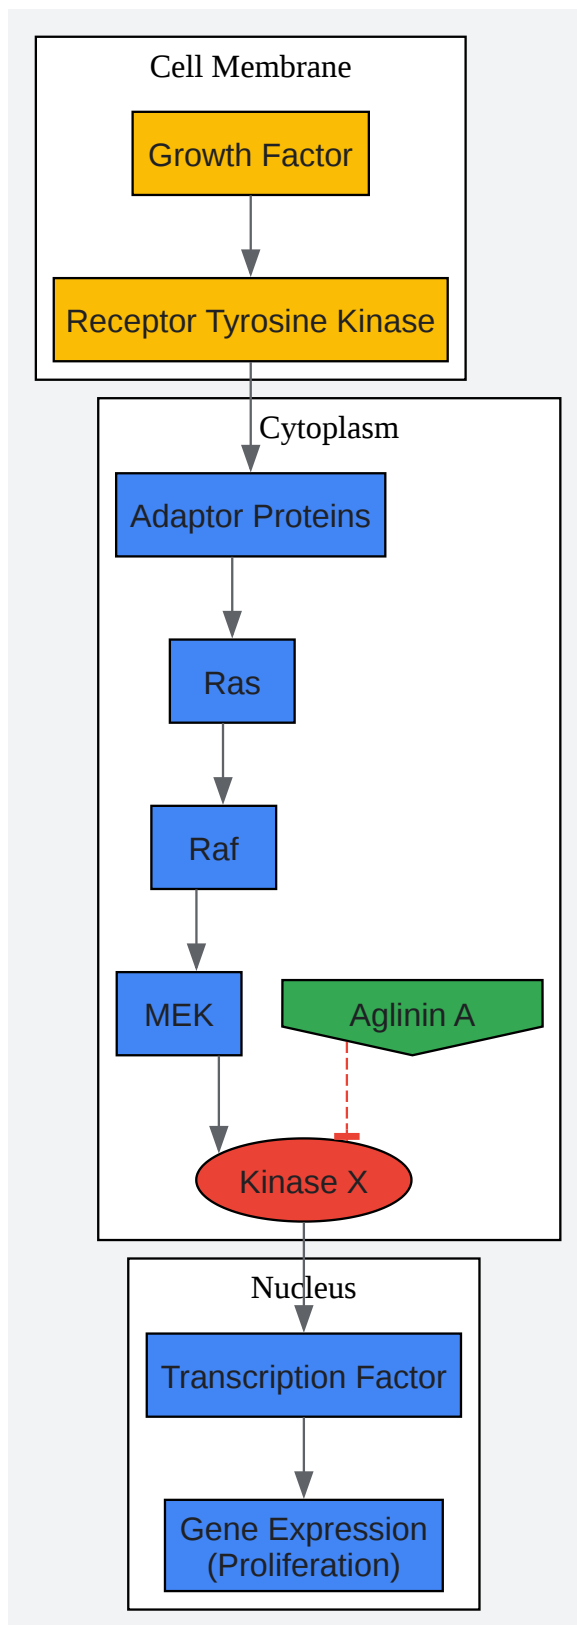 Cell Membrane
Growth Factor
Receptor Tyrosine Kinase
Cytoplasm
Adaptor Proteins
Ras
Raf
MEK
Aglinin A
Kinase X
Nucleus
Transcription Factor
Gene Expression
(Proliferation)